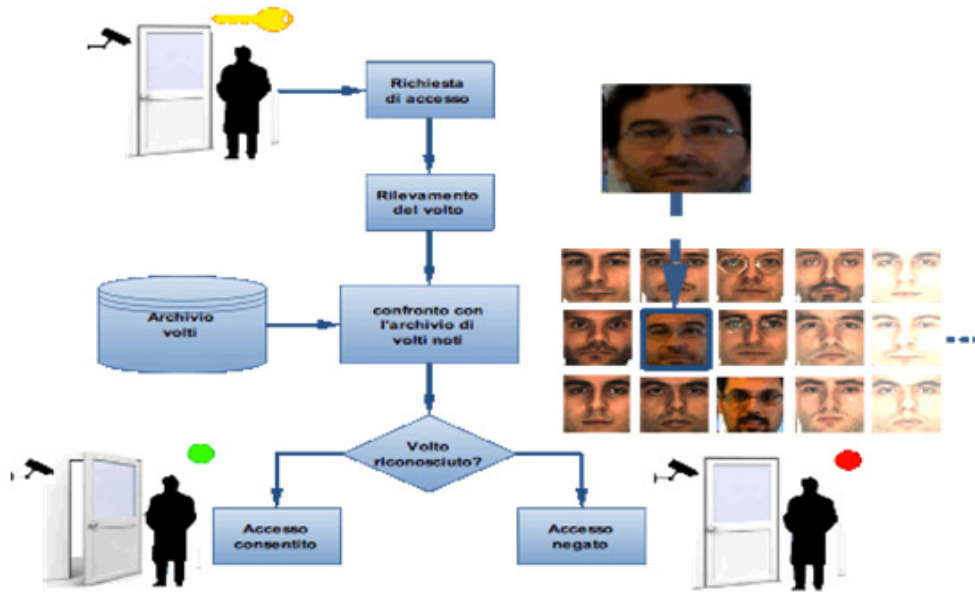 Richiesta
di accesso
Rilevamento
del volto
Archivio
volti
confronto con
l'archivio di
volti noti
Volto
riconosciuto?
Accesso
consentito
Accesso
negato